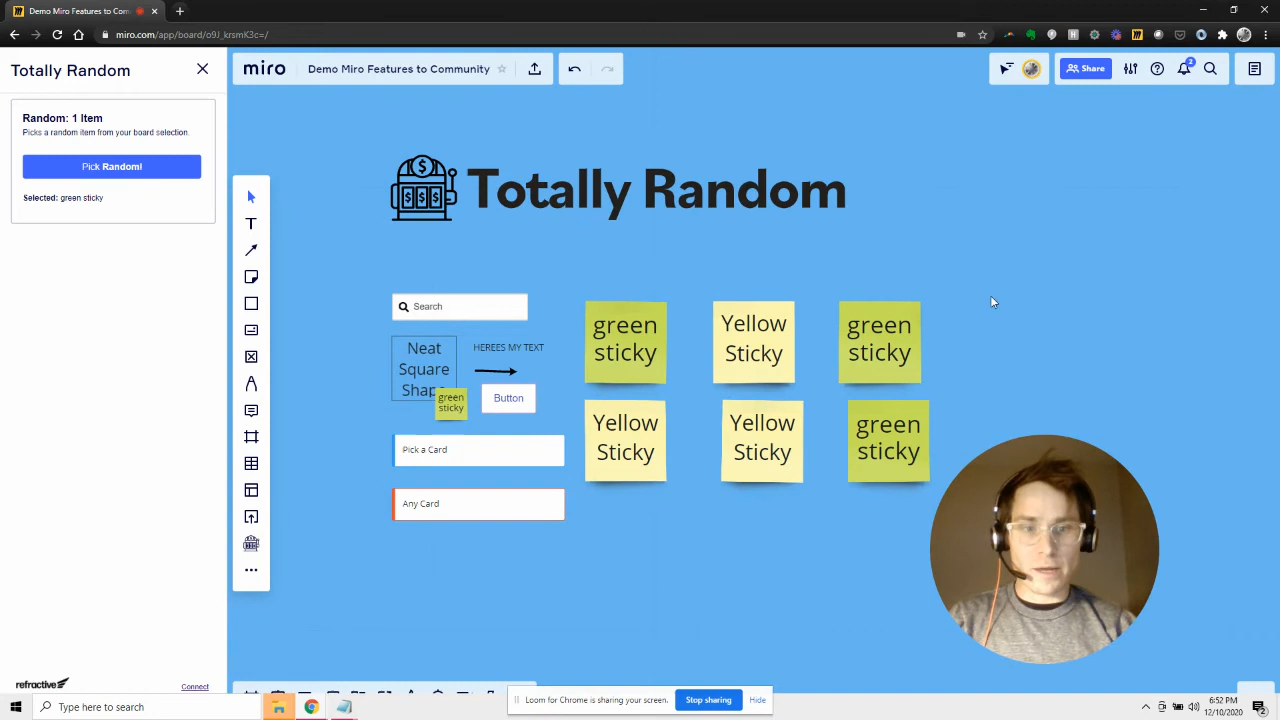 Demo Miro Features to Com
miro.com/app/board/o9J_krsmK3c=/
Totally Random
miro
Demo Miro Features to Community
Share
2
Random: 1 Item
Picks a random item from your board selection.
Pick Random!
Selected: green sticky
Totally Random
Search
Neat
Square
Shape
HEREES MY TEXT
green
sticky
Button
Pick a Card
Any Card
green
sticky
Yellow
Sticky
green
sticky
Yellow
Sticky
Yellow
Sticky
green
sticky
refractive
Connect
Loom for Chrome is sharing your screen.
Stop sharing
Hide
Type here to search
6:52 PM
12/10/2020